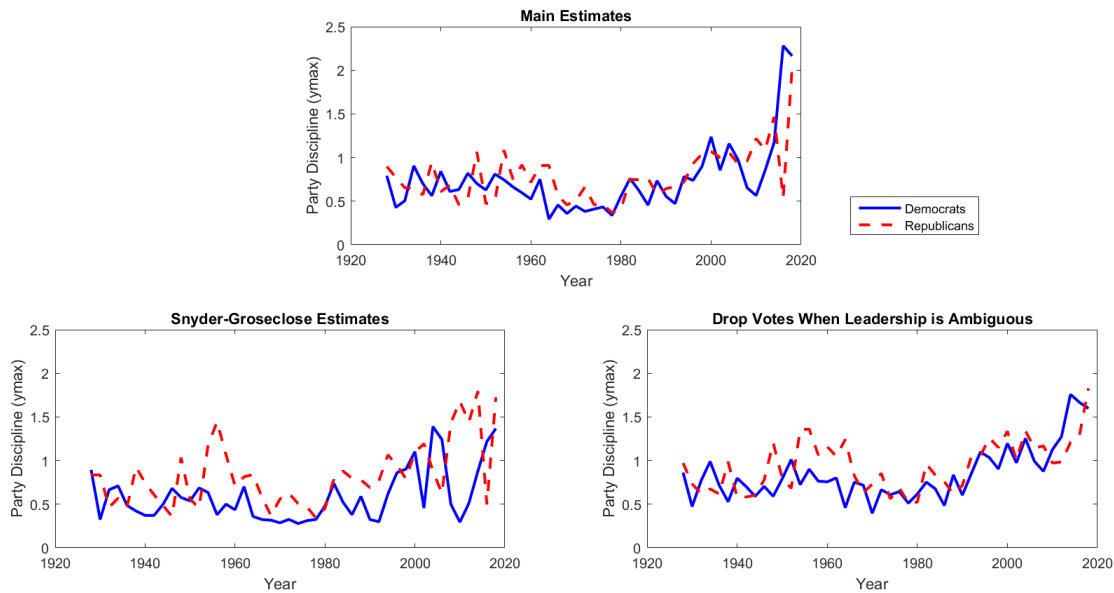 Main Estimates
2.5
2
1.5
1
0.5
0
Party Discipline (ymax)
1920 1940 1960 1980 2000 2020
Year
Democrats
Republicans
Snyder-Groseclose Estimates
2.5
2
1.5
1
0.5
0
Party Discipline (ymax)
1920 1940 1960 1980 2000 2020
Year
Drop Votes When Leadership is Ambiguous
2.5
2
1.5
1
0.5
0
Party Discipline (ymax)
1920 1940 1960 1980 2000 2020
Year